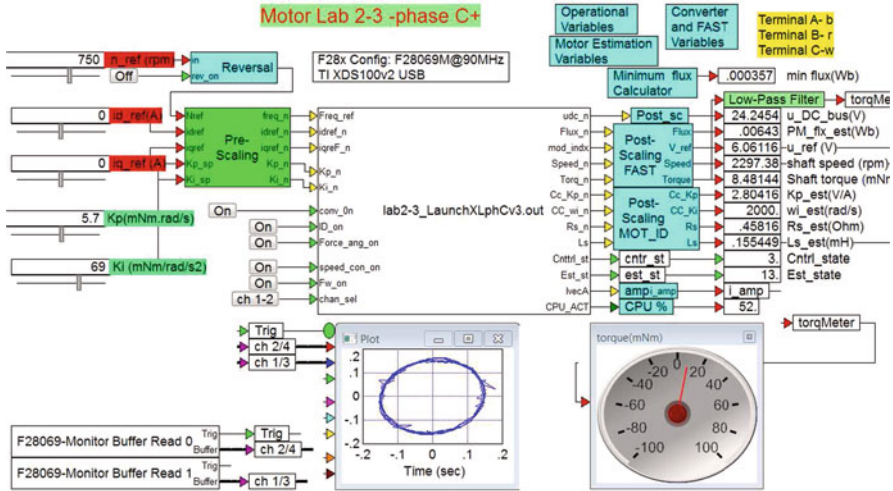 Motor Lab 2-3 -phase C+
Operational Variables
Converter and FAST Variables
Terminal A- b
Terminal B- r
Terminal C-w
Motor Estimation Variables
750 n_ref (rpm)
Off
in
rev_on
Reversal
F28x Config: F28069M@90MHz
TI XDS100v2 USB
Minimum flux Calculator
.000357 min flux(Wb)
Low-Pass Filter
torqMe
0 id_ref(A)
0 iq_ref (A)
5.7 Kp(mNm.rad/s)
69 Ki (mNm/rad/s2)
Nref
idref
iqref
Kp_sp
Ki_sp
Pre-Scaling
freq_n
idref_n
iqref_n
Kp_n
Ki_n
Freq_ref
idref_n
iqreF_n
Kp_n
Ki_n
On conv_0n
On ID_on
On Force_ang_on
On speed_con_on
On Fw_on
ch 1-2 chan_sel
lab2-3_LaunchXLphCv3.out
udc_n
Flux_n
mod_indx
Speed_n
Torq_n
Cc_Kp_n
CC_wi_n
Rs_n
Ls_n
Cnttrl_st
Est_st
IvecA
CPU_ACT
Post_sc
Post-Scaling FAST
Flux
V_ref
Speed
Torque
Post-Scaling MOT_ID
Cc_Kp
CC_Ki
Rs
Ls
cntr_st
est_st
amp i_amp
CPU %
24.2454 u_DC_bus(V)
.00643 PM_flx_est(Wb)
6.06116 u_ref (V)
2297.38 shaft speed (rpm)
8.48144 Shaft torque (mNm
2.80416 Kp_est(V/A)
2000. wi_est(rad/s)
.45816 Rs_est(Ohm)
.155449 Ls_est(mH)
3. Cntrl_state
13. Est_state
i_amp
52.
torqMeter
Trig
ch 2/4
ch 1/3
Plot
.2
.1
0
-.1
-.2
-.2 -.1 0 .1 .2
Time (sec)
torque(mNm)
-100 -80 -60 -40 -20 0 20 40 60 80 100
F28069-Monitor Buffer Read 0
Trig
Buffer
Trig
ch 2/4
F28069-Monitor Buffer Read 1
Trig
Buffer
ch 1/3